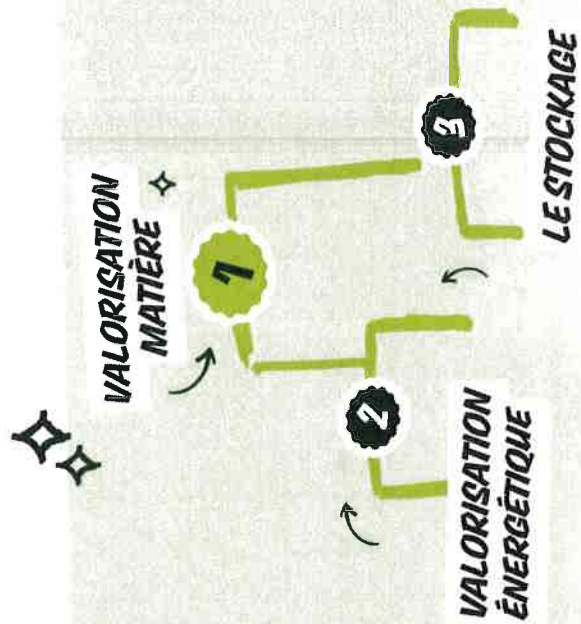 VALORISATION
MATIÈRE
1
2
3
VALORISATION
ÉNERGÉTIQUE
LE STOCKAGE